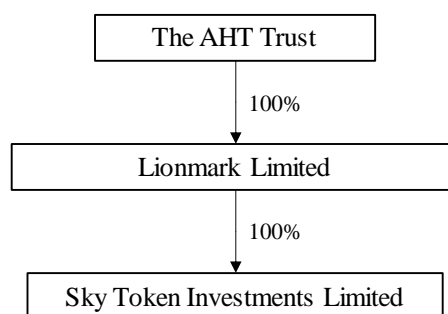 The AHT Trust
100%
Lionmark Limited
100%
Sky Token Investments Limited